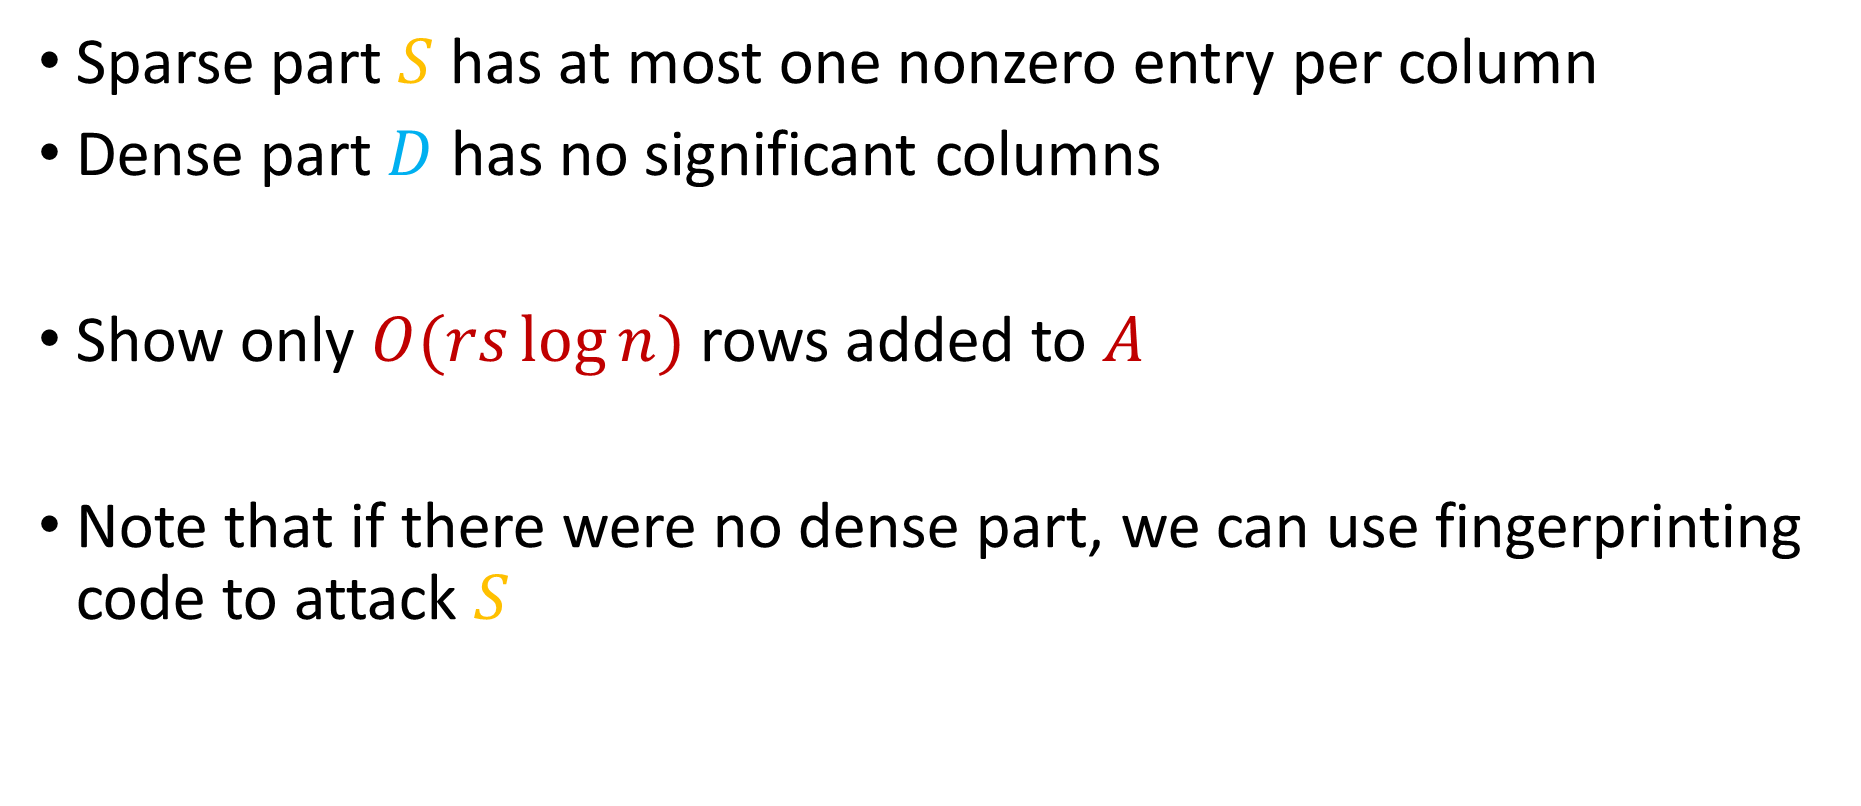 • Sparse part S has at most one nonzero entry per column
• Dense part D has no significant columns
• Show only O(rs log n) rows added to A
• Note that if there were no dense part, we can use fingerprinting
code to attack S